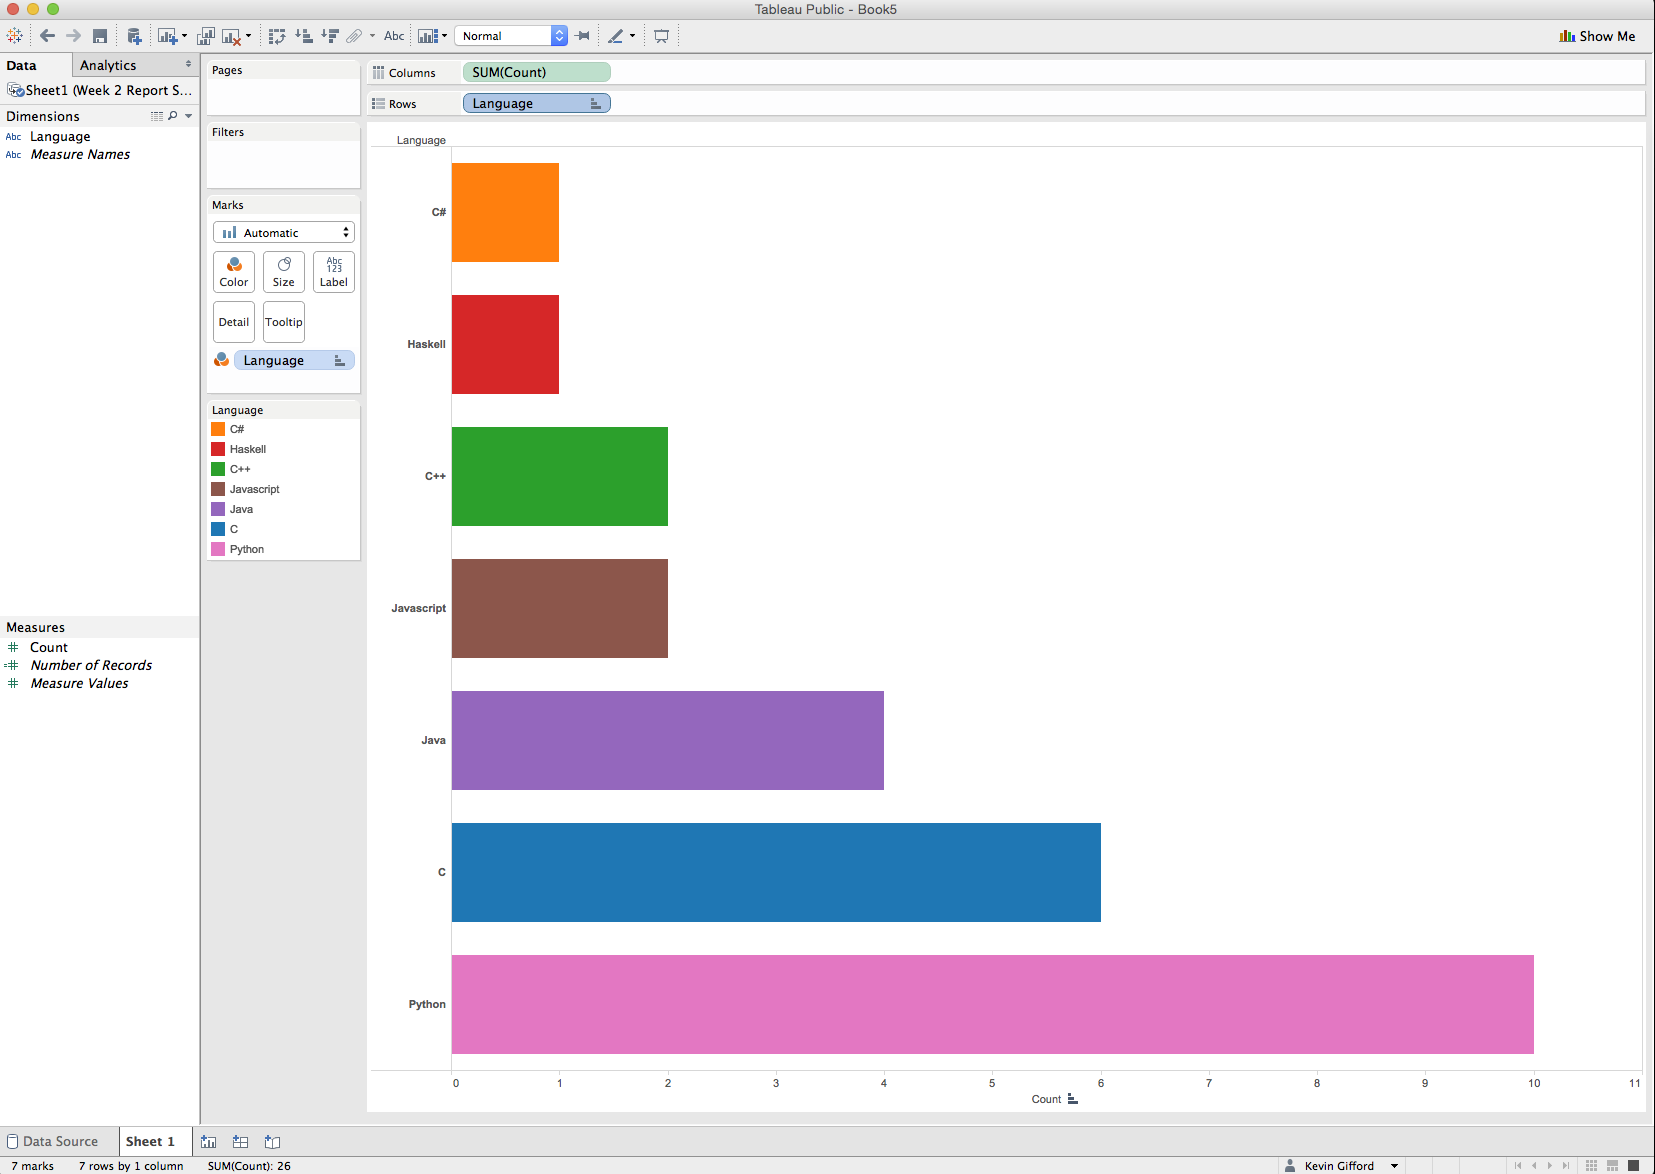 Tableau Public - Book5
Abc
Normal
Show Me
Data
Analytics
Sheet1 (Week 2 Report S...
Dimensions
Abc Language
Abc Measure Names
Measures
Count
Number of Records
Measure Values
Pages
Filters
Marks
Automatic
Color
Size
Abc
123
Label
Detail
Tooltip
Language
Language
C#
Haskell
C++
Javascript
Java
C
Python
Columns
SUM(Count)
Rows
Language
Language
C#
Haskell
C++
Javascript
Java
C
Python
0 1 2 3 4 5 6 7 8 9 10 11
Count
Data Source
Sheet 1
7 marks 7 rows by 1 column SUM(Count): 26
Kevin Gifford